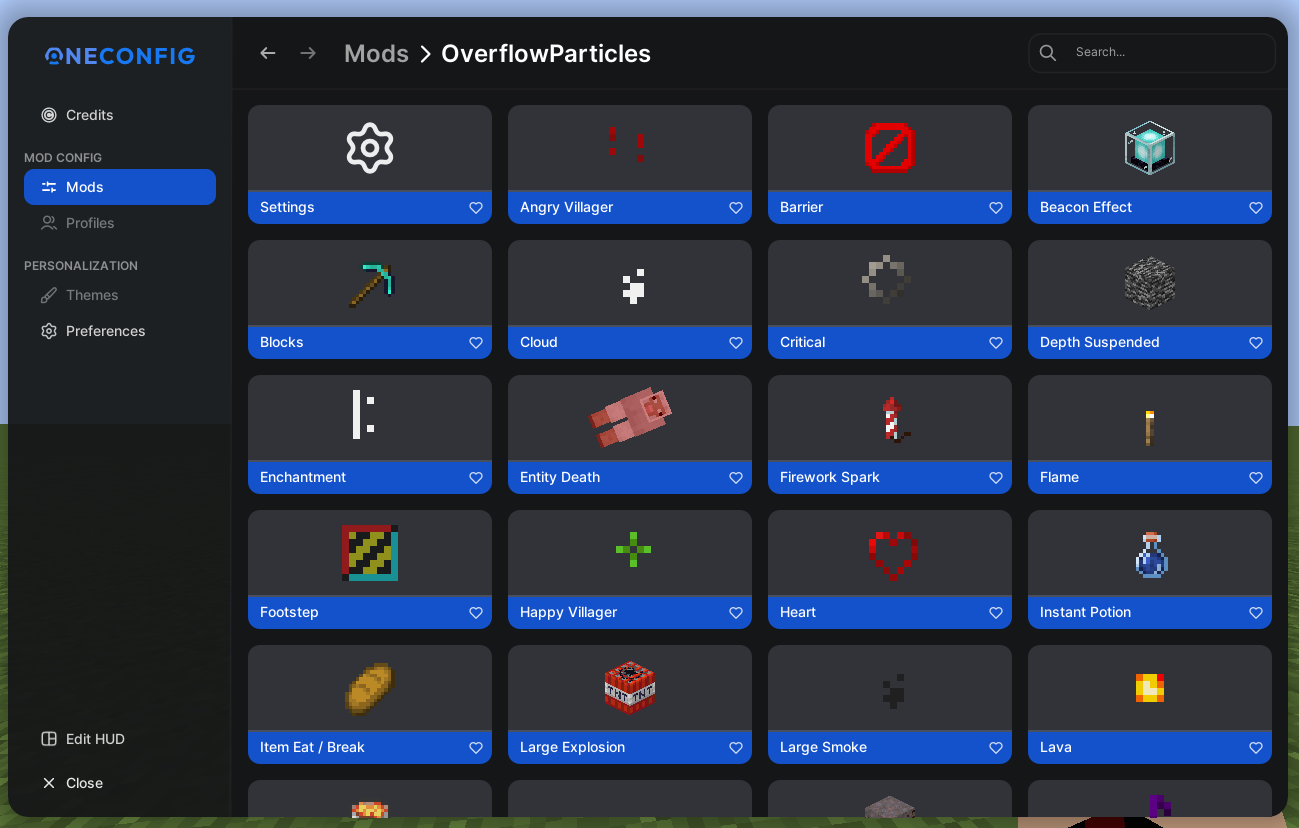 ONECONFIG
Mods > OverflowParticles
Search...
Credits
MOD CONFIG
Mods
Profiles
PERSONALIZATION
Themes
Preferences
Edit HUD
Close
Settings
Angry Villager
Barrier
Beacon Effect
Blocks
Cloud
Critical
Depth Suspended
Enchantment
Entity Death
Firework Spark
Flame
Footstep
Happy Villager
Heart
Instant Potion
TNT TNT
Item Eat / Break
Large Explosion
Large Smoke
Lava